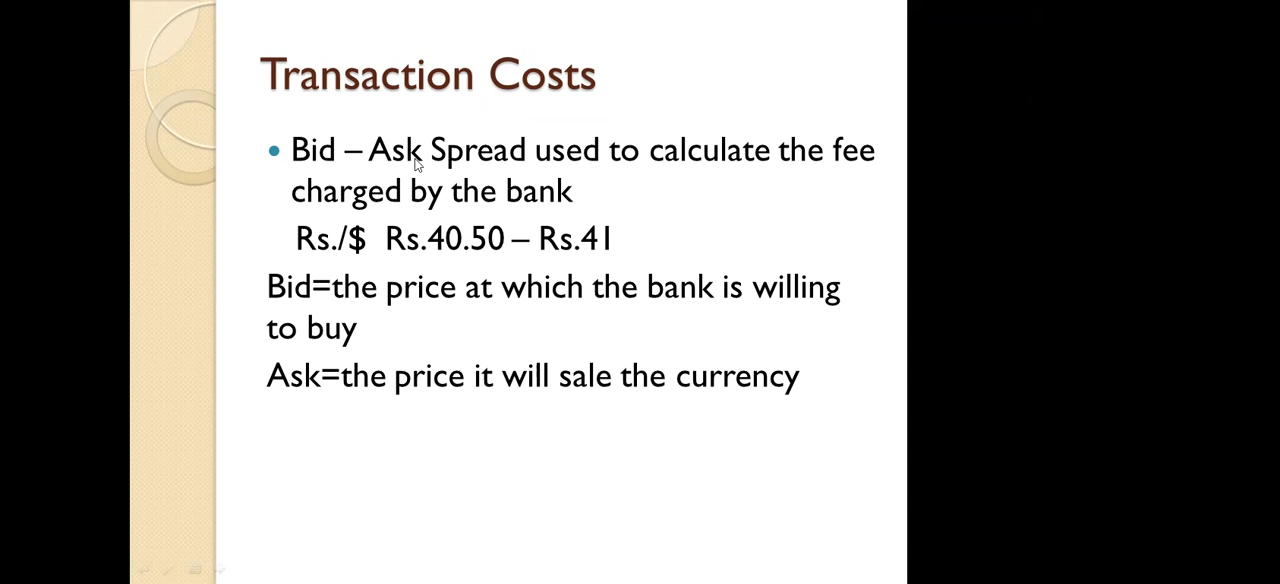 Transaction Costs
• Bid – Ask Spread used to calculate the fee
charged by the bank
Rs./$ Rs.40.50 – Rs.41
Bid=the price at which the bank is willing
to buy
Ask=the price it will sale the currency